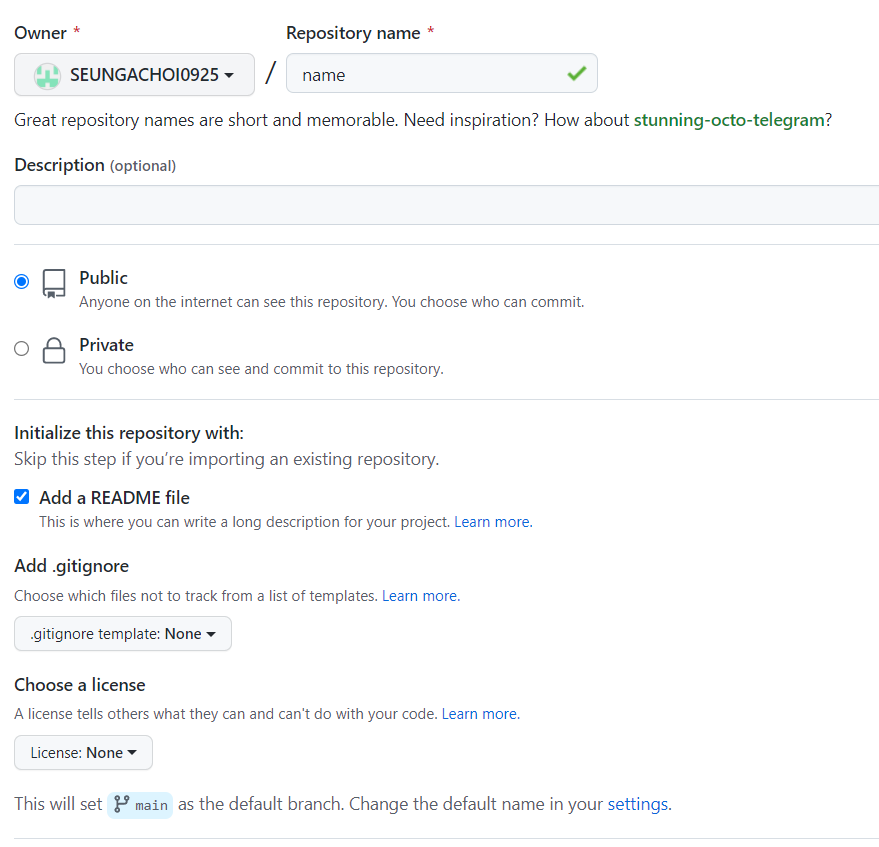 Owner * Repository name *
SEUNGACHOI0925 / name
Great repository names are short and memorable. Need inspiration? How about stunning-octo-telegram?
Description (optional)
Public
Anyone on the internet can see this repository. You choose who can commit.
Private
You choose who can see and commit to this repository.
Initialize this repository with:
Skip this step if you’re importing an existing repository.
Add a README file
This is where you can write a long description for your project. Learn more.
Add .gitignore
Choose which files not to track from a list of templates. Learn more.
.gitignore template: None
Choose a license
A license tells others what they can and can't do with your code. Learn more.
License: None
This will set main as the default branch. Change the default name in your settings.